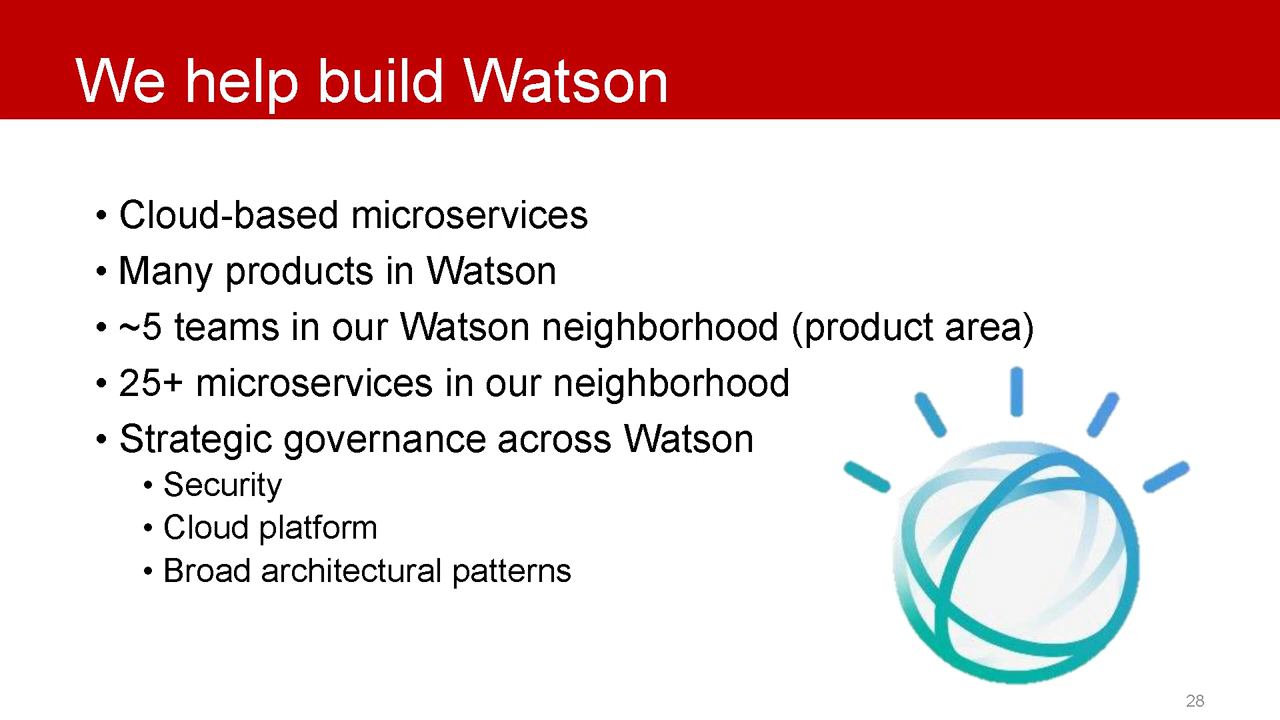 We help build Watson
• Cloud-based microservices
• Many products in Watson
• ~5 teams in our Watson neighborhood (product area)
• 25+ microservices in our neighborhood
• Strategic governance across Watson
• Security
• Cloud platform
• Broad architectural patterns
28